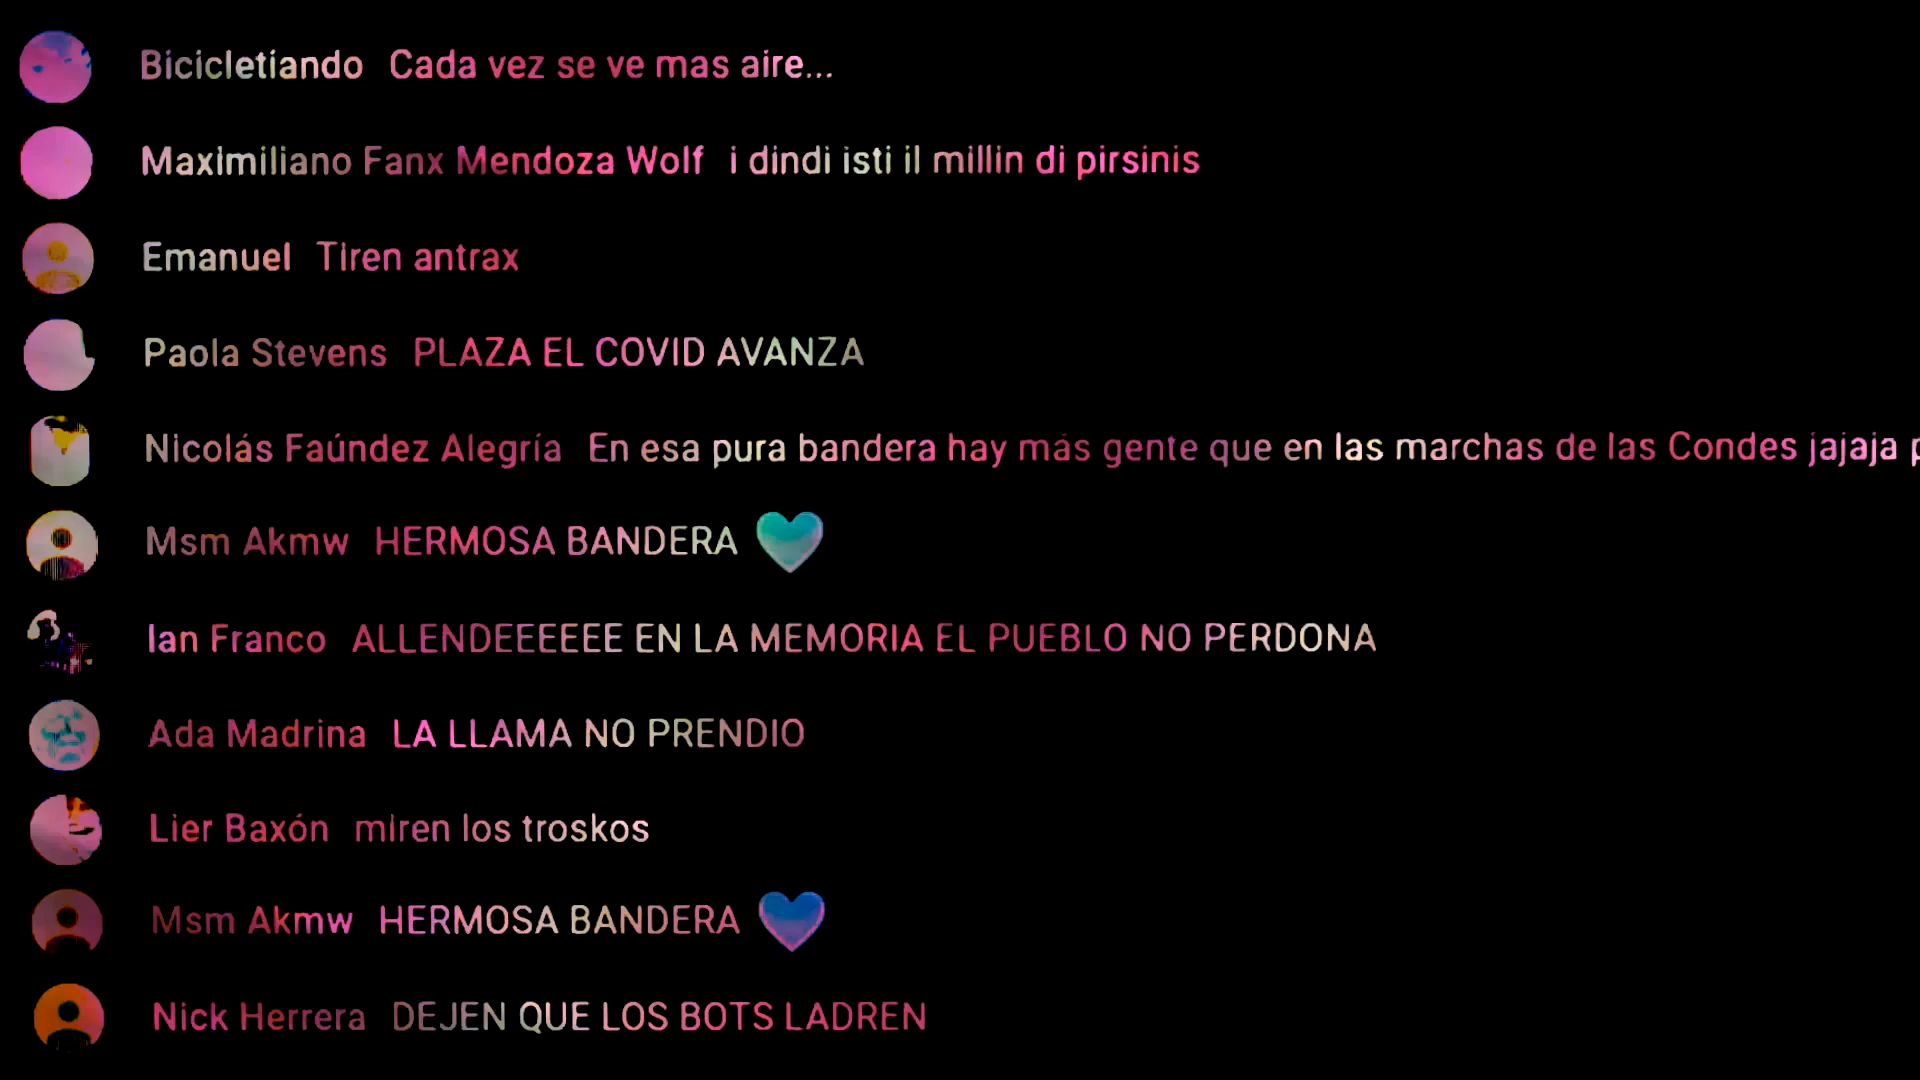 Bicicletiando Cada vez se ve mas aire...
Maximiliano Fanx Mendoza Wolf i dindi isti il millin di pirsinis
Emanuel Tiren antrax
Paola Stevens PLAZA EL COVID AVANZA
Nicolás Faúndez Alegría En esa pura bandera hay más gente que en las marchas de las Condes jajaja
Msm Akmw HERMOSA BANDERA
Ian Franco ALLENDEEEEEE EN LA MEMORIA EL PUEBLO NO PERDONA
Ada Madrina LA LLAMA NO PRENDIO
Lier Baxón miren los troskos
Msm Akmw HERMOSA BANDERA
Nick Herrera DEJEN QUE LOS BOTS LADREN